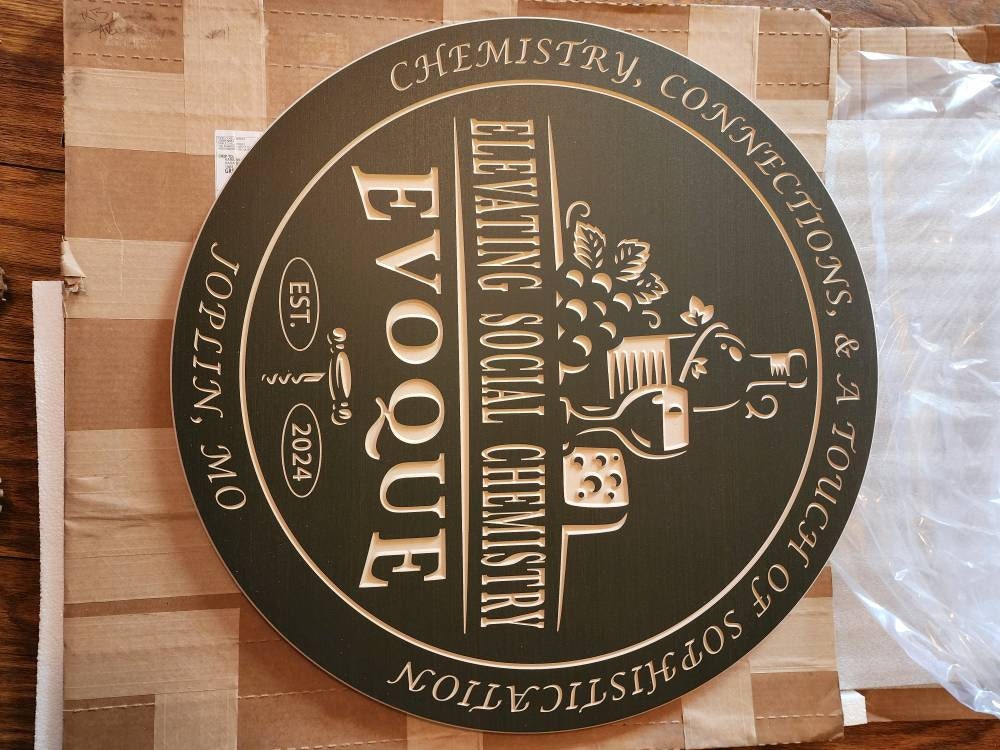 CHEMISTRY, CONNECTIONS, & A TOUCH OF SOPHISTICATION
ELEVATING SOCIAL CHEMISTRY
EVOQUE
EST. 2024
JOPLIN, MO